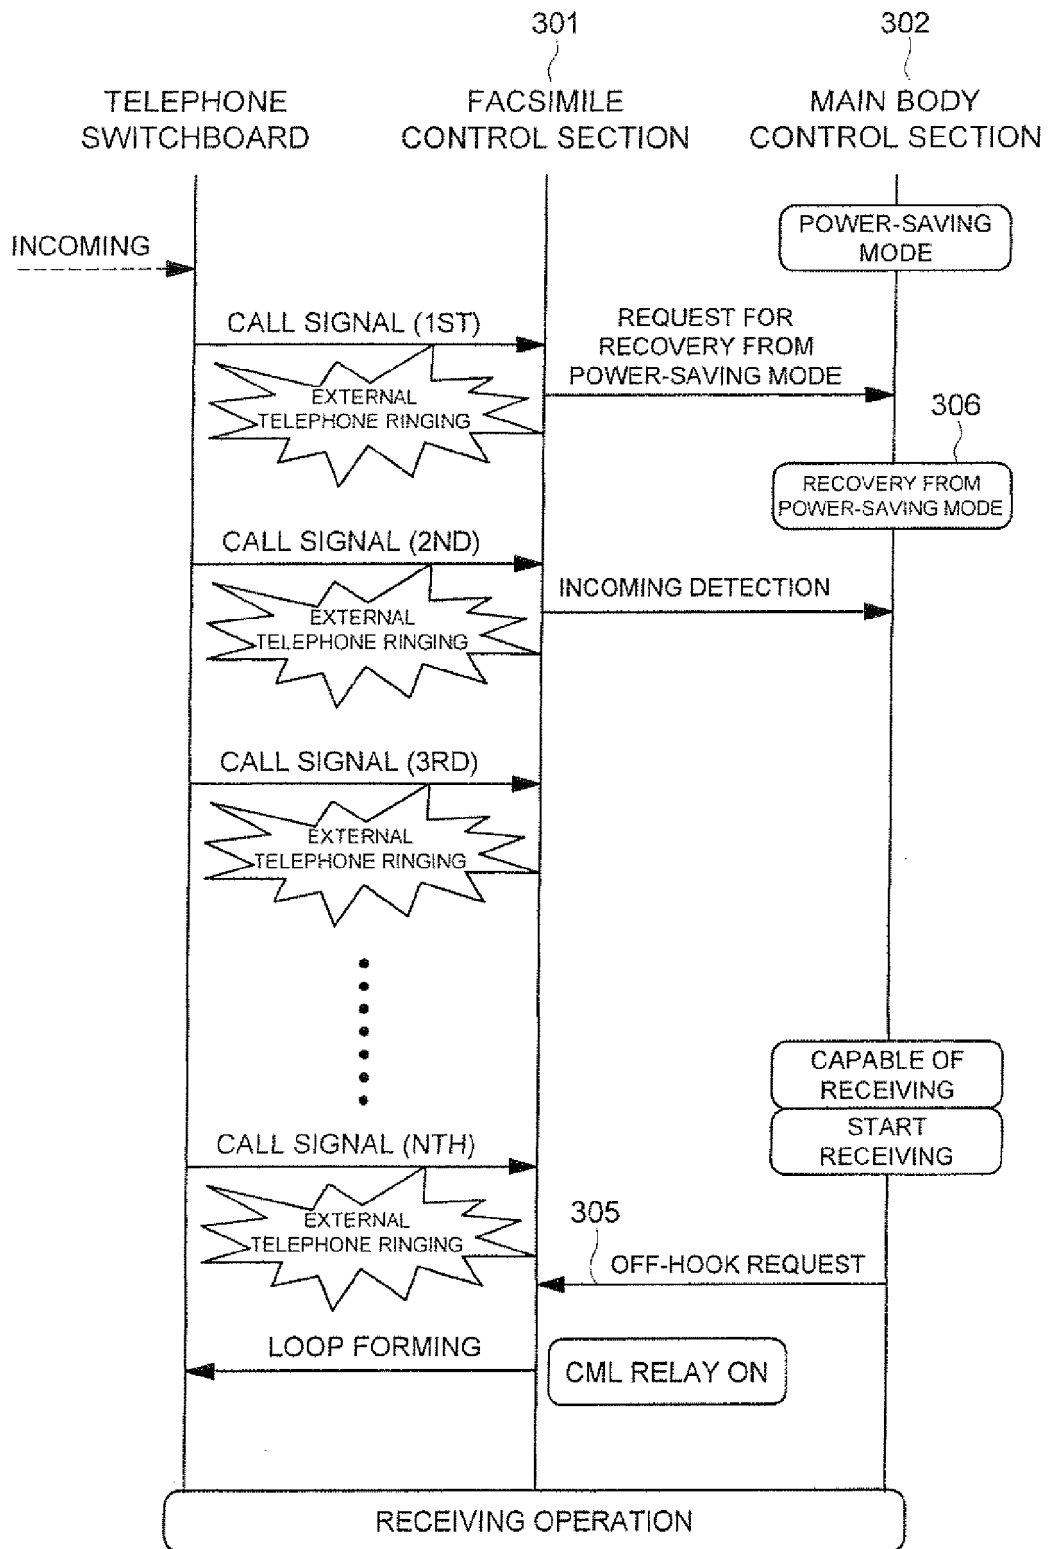 301
302
TELEPHONE
SWITCHBOARD
FACSIMILE
CONTROL SECTION
MAIN BODY
CONTROL SECTION
POWER-SAVING
MODE
INCOMING
CALL SIGNAL (1ST)
REQUEST FOR
RECOVERY FROM
POWER-SAVING MODE
EXTERNAL
TELEPHONE RINGING
306
RECOVERY FROM
POWER-SAVING MODE
CALL SIGNAL (2ND)
EXTERNAL
TELEPHONE RINGING
INCOMING DETECTION
CALL SIGNAL (3RD)
EXTERNAL
TELEPHONE RINGING
CAPABLE OF
RECEIVING
START
RECEIVING
CALL SIGNAL (NTH)
EXTERNAL
TELEPHONE RINGING
305
OFF-HOOK REQUEST
LOOP FORMING
CML RELAY ON
RECEIVING OPERATION